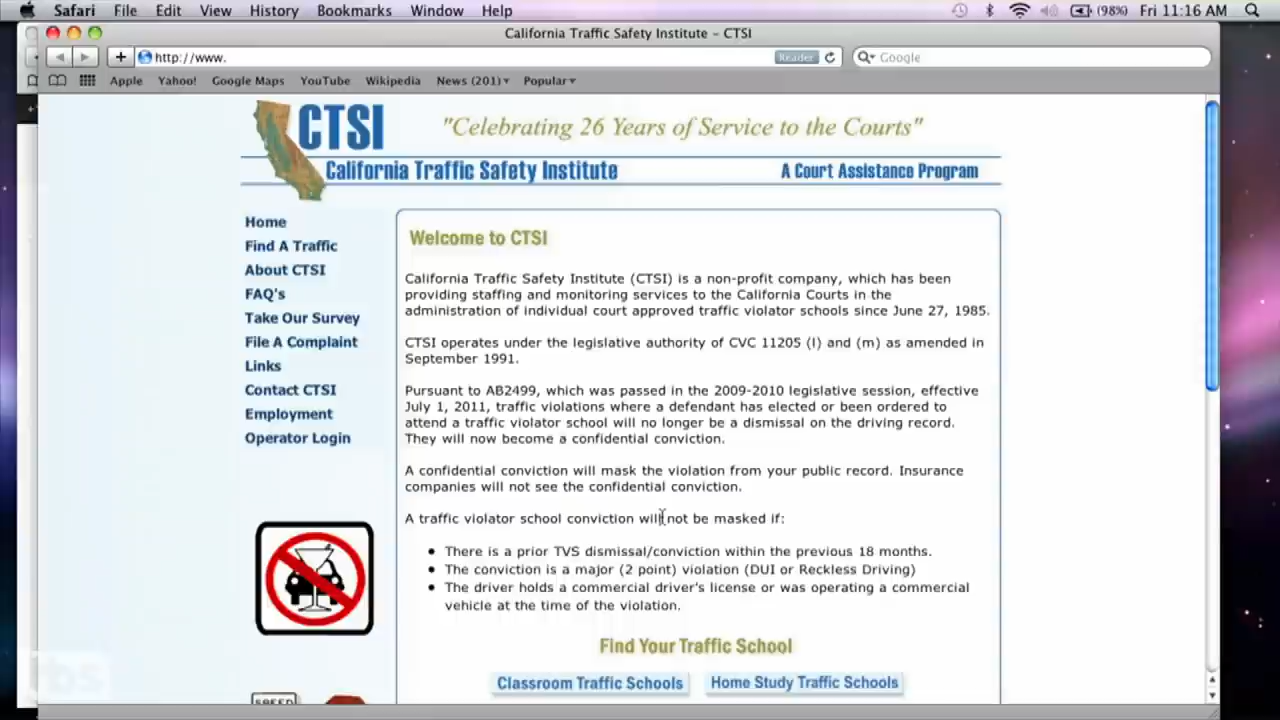 Safari File Edit View History Bookmarks Window Help (98%) Fri 11:16 AM
California Traffic Safety Institute – CTSI
http://www. Reader Google
Apple Yahoo! Google Maps YouTube Wikipedia News (201) Popular
CTSI
"Celebrating 26 Years of Service to the Courts"
California Traffic Safety Institute A Court Assistance Program
Home
Find A Traffic
About CTSI
FAQ's
Take Our Survey
File A Complaint
Links
Contact CTSI
Employment
Operator Login
Welcome to CTSI
California Traffic Safety Institute (CTSI) is a non-profit company, which has been
providing staffing and monitoring services to the California Courts in the
administration of individual court approved traffic violator schools since June 27, 1985.
CTSI operates under the legislative authority of CVC 11205 (l) and (m) as amended in
September 1991.
Pursuant to AB2499, which was passed in the 2009-2010 legislative session, effective
July 1, 2011, traffic violations where a defendant has elected or been ordered to
attend a traffic violator school will no longer be a dismissal on the driving record.
They will now become a confidential conviction.
A confidential conviction will mask the violation from your public record. Insurance
companies will not see the confidential conviction.
A traffic violator school conviction will not be masked if:
• There is a prior TVS dismissal/conviction within the previous 18 months.
• The conviction is a major (2 point) violation (DUI or Reckless Driving)
• The driver holds a commercial driver's license or was operating a commercial
vehicle at the time of the violation.
Find Your Traffic School
Classroom Traffic Schools Home Study Traffic Schools
tbs
SPEED